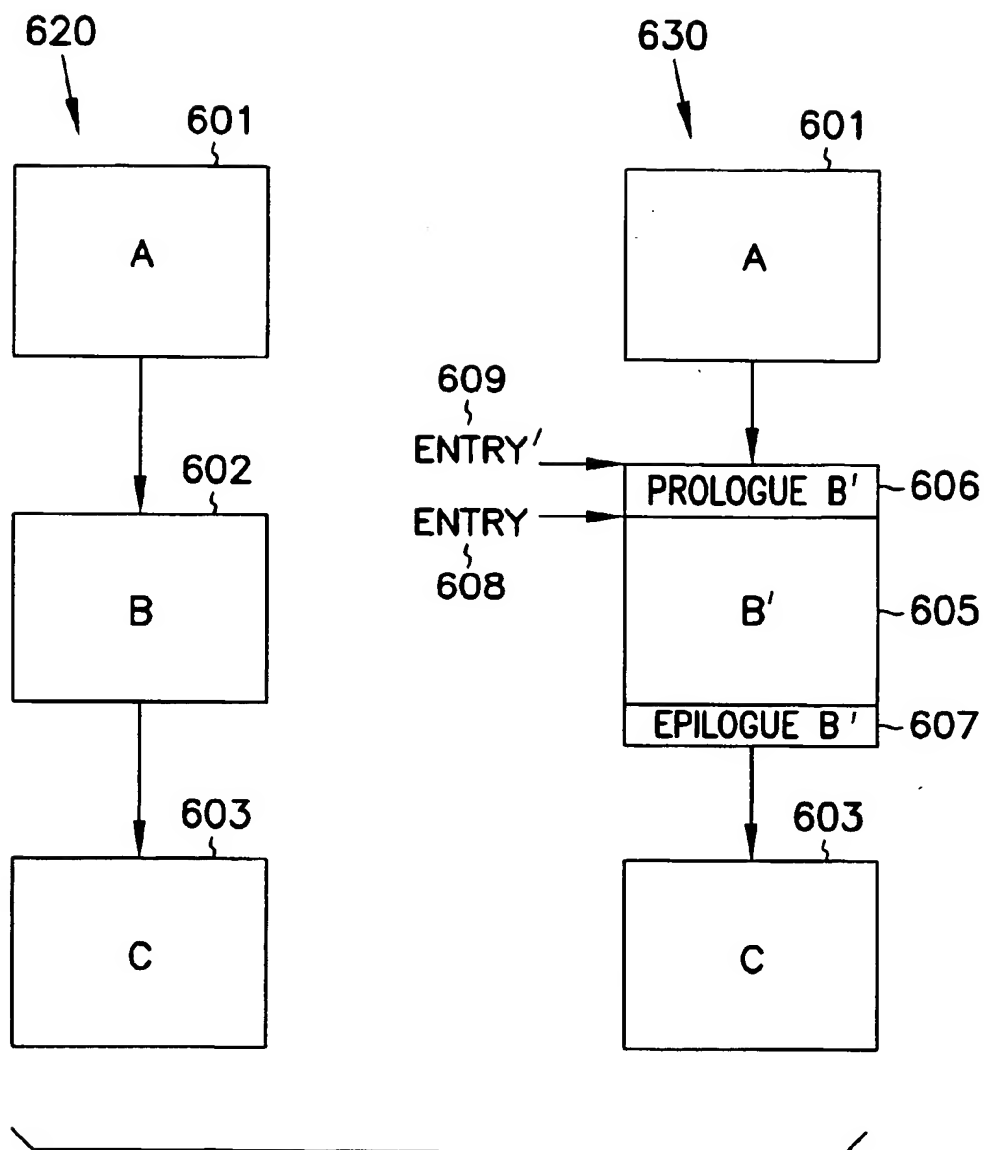 620
601
A
602
B
603
C
630
601
A
609
ENTRY'
ENTRY
608
PROLOGUE B'
606
B'
605
EPILOGUE B'
607
603
C